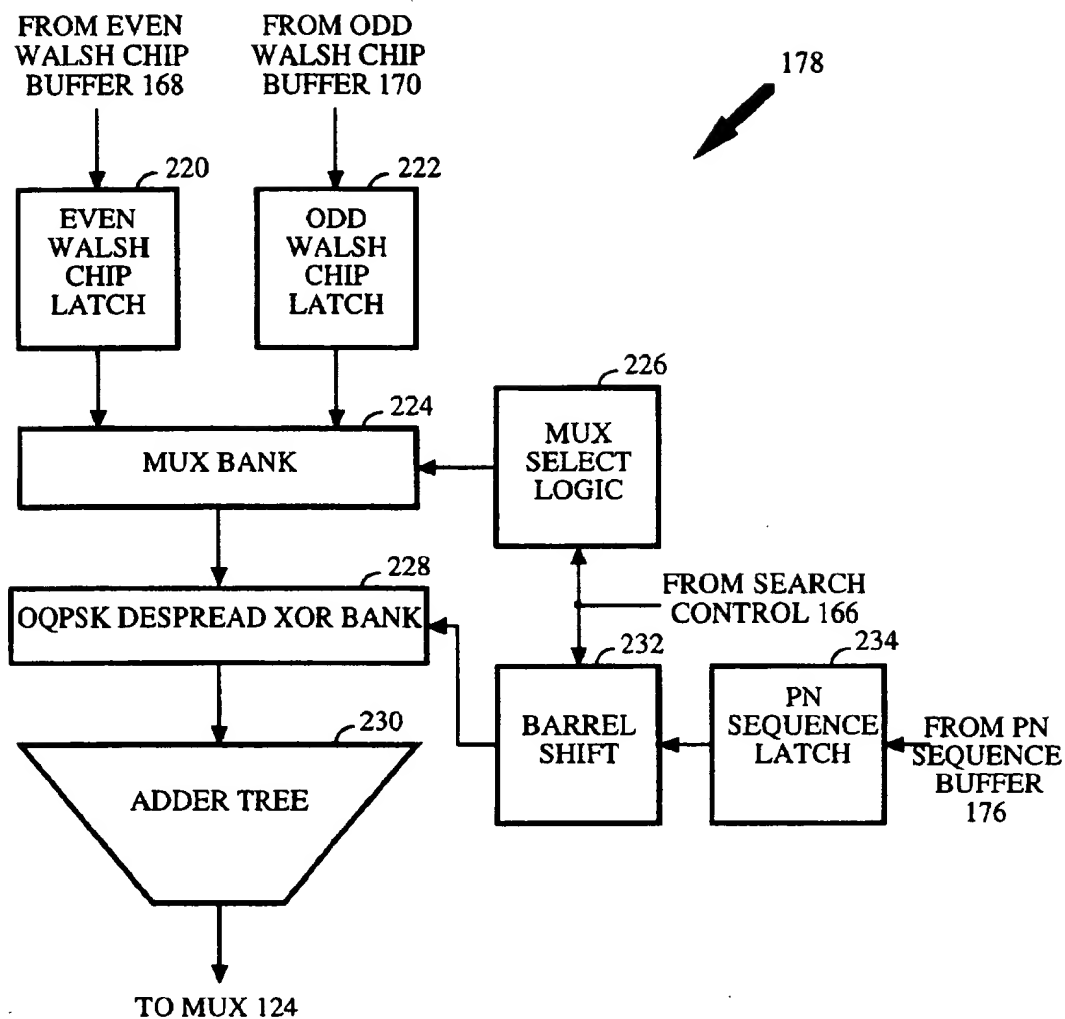 FROM EVEN
WALSH CHIP
BUFFER 168
FROM ODD
WALSH CHIP
BUFFER 170
178
220
EVEN
WALSH
CHIP
LATCH
222
ODD
WALSH
CHIP
LATCH
224
MUX BANK
226
MUX
SELECT
LOGIC
228
OQPSK DESPREAD XOR BANK
FROM SEARCH
CONTROL 166
230
ADDER TREE
232
BARREL
SHIFT
234
PN
SEQUENCE
LATCH
FROM PN
SEQUENCE
BUFFER
176
TO MUX 124